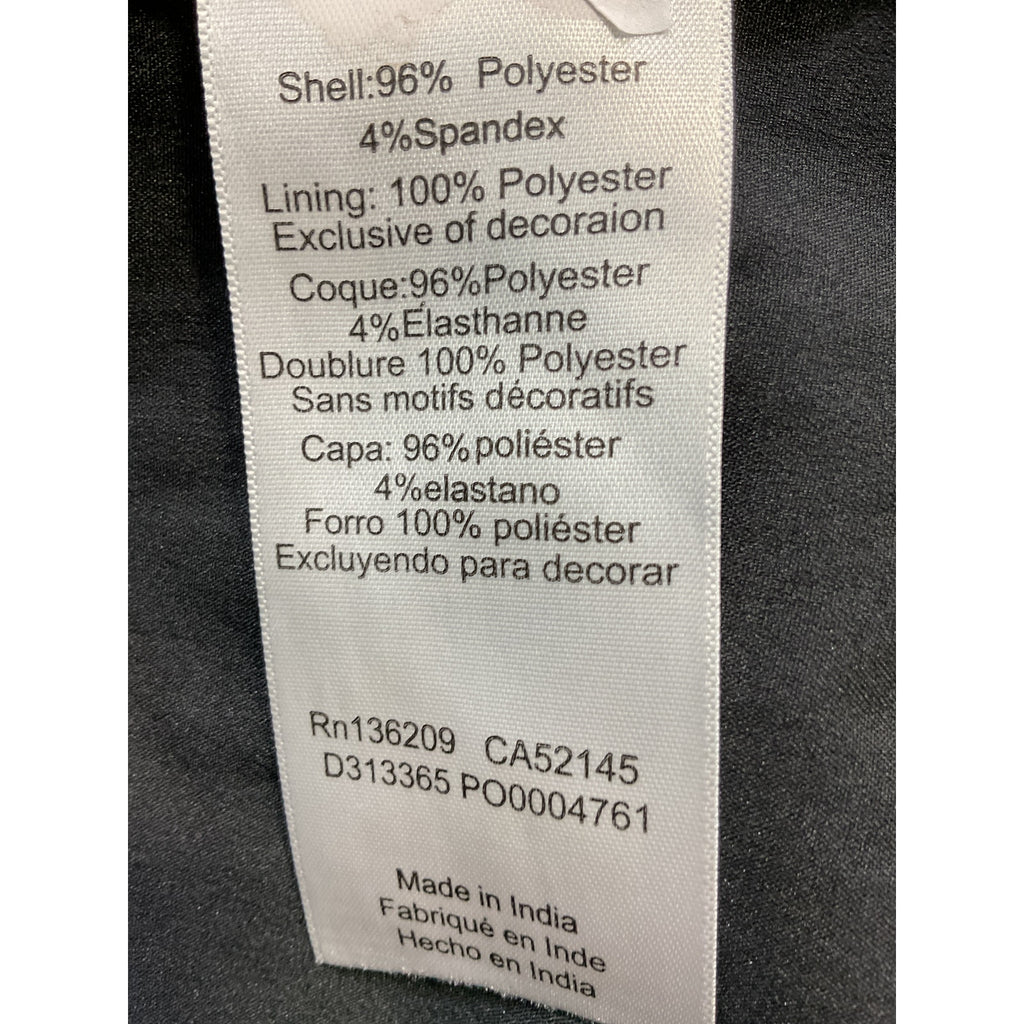 Shell:96% Polyester
4%Spandex
Lining: 100% Polyester
Exclusive of decoraion
Coque:96%Polyester
4%Élasthanne
Doublure 100% Polyester
Sans motifs décoratifs
Capa: 96%poliéster
4%elastano
Forro 100% poliéster
Excluyendo para decorar
Rn136209 CA52145
D313365 PO0004761
Made in India
Fabriqué en Inde
Hecho en India